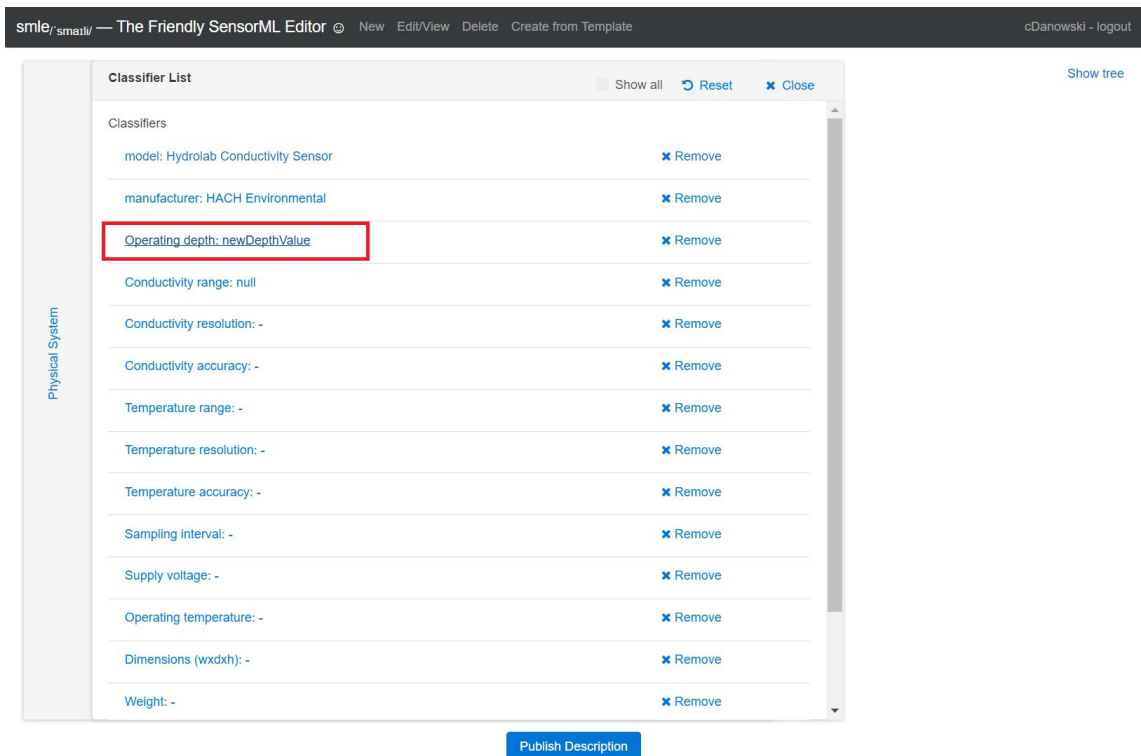 smle/ˈsmaɪli/ — The Friendly SensorML Editor ☺ New Edit/View Delete Create from Template cDanowski - logout
Classifier List Show all Reset Close
Show tree
Classifiers
model: Hydrolab Conductivity Sensor Remove
manufacturer: HACH Environmental Remove
Operating depth: newDepthValue Remove
Conductivity range: null Remove
Conductivity resolution: - Remove
Conductivity accuracy: - Remove
Physical System
Temperature range: - Remove
Temperature resolution: - Remove
Temperature accuracy: - Remove
Sampling interval: - Remove
Supply voltage: - Remove
Operating temperature: - Remove
Dimensions (wxdxh): - Remove
Weight: - Remove
Publish Description